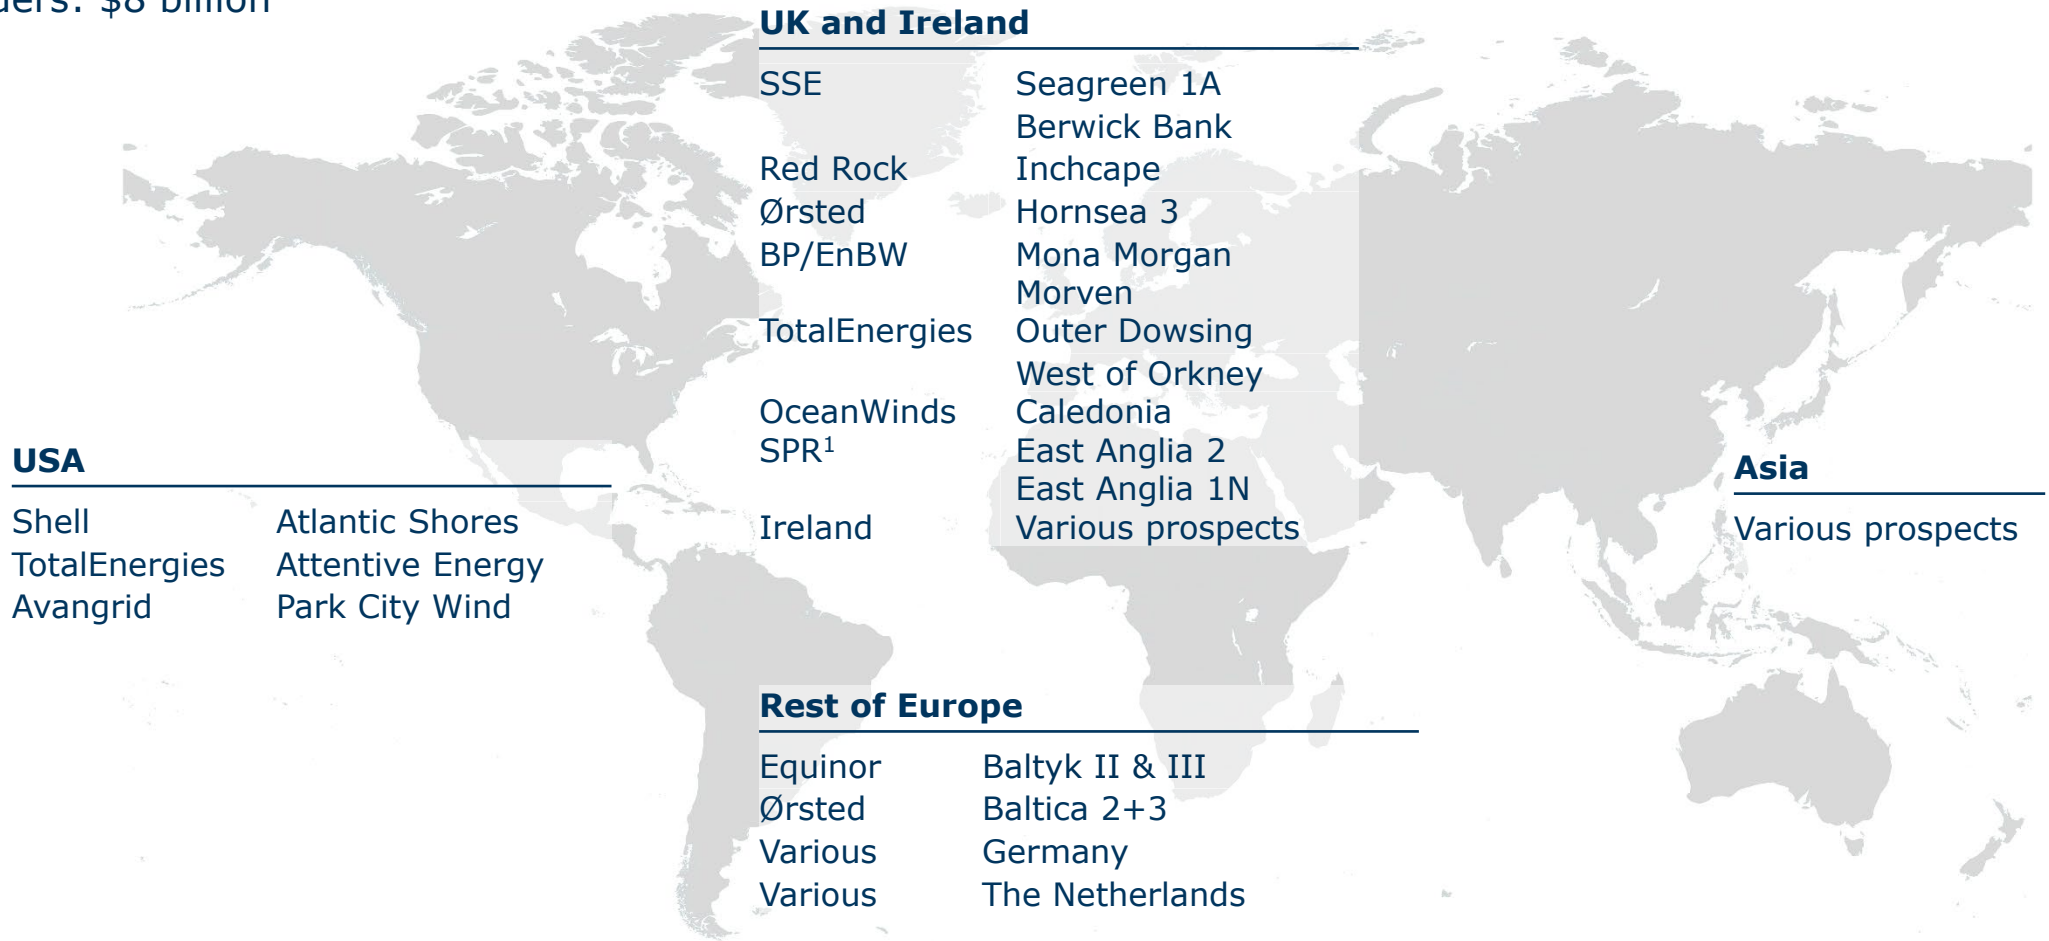 $8 billion
UK and Ireland
SSE Seagreen 1A
Berwick Bank
Red Rock Inchcape
Ørsted Hornsea 3
BP/EnBW Mona Morgan
Morven
TotalEnergies Outer Dowsing
West of Orkney
OceanWinds Caledonia
SPR¹ East Anglia 2
East Anglia 1N
Ireland Various prospects
USA
Shell Atlantic Shores
TotalEnergies Attentive Energy
Avangrid Park City Wind
Asia
Various prospects
Rest of Europe
Equinor Baltyk II & III
Ørsted Baltica 2+3
Various Germany
Various The Netherlands